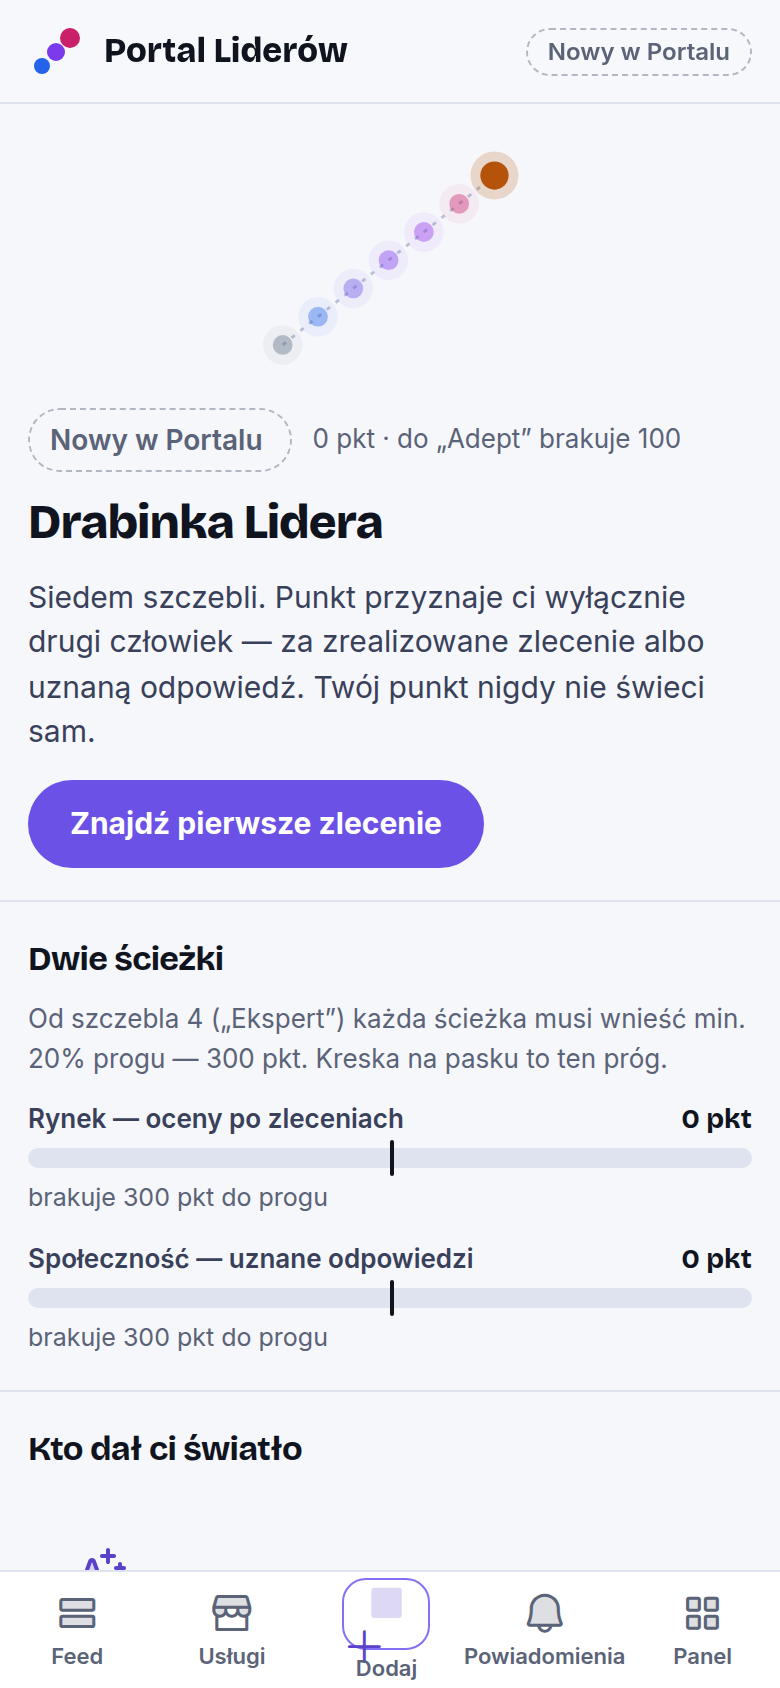 Portal Liderów
Nowy w Portalu
Nowy w Portalu
0 pkt · do „Adept” brakuje 100
Drabinka Lidera
Siedem szczebli. Punkt przyznaje ci wyłącznie
drugi człowiek — za zrealizowane zlecenie albo
uznaną odpowiedź. Twój punkt nigdy nie świeci
sam.
Znajdź pierwsze zlecenie
Dwie ścieżki
Od szczebla 4 („Ekspert”) każda ścieżka musi wnieść min.
20% progu — 300 pkt. Kreska na pasku to ten próg.
Rynek — oceny po zleceniach
0 pkt
brakuje 300 pkt do progu
Społeczność — uznane odpowiedzi
0 pkt
brakuje 300 pkt do progu
Kto dał ci światło
Feed
Usługi
Dodaj
Powiadomienia
Panel